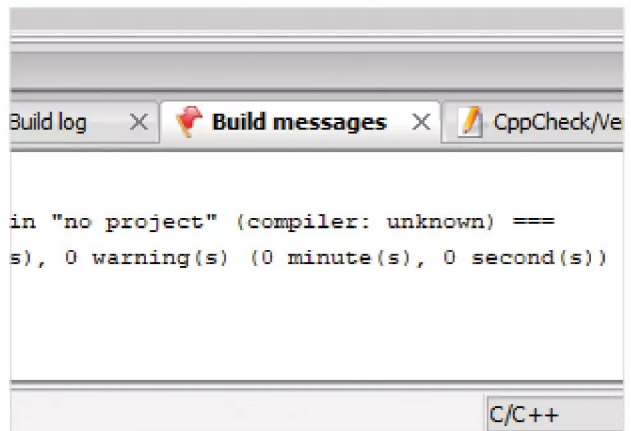 Build log
Build messages
CppCheck/Ve
in "no project" (compiler: unknown) ===
s), 0 warning(s) (0 minute(s), 0 second(s))
C/C++